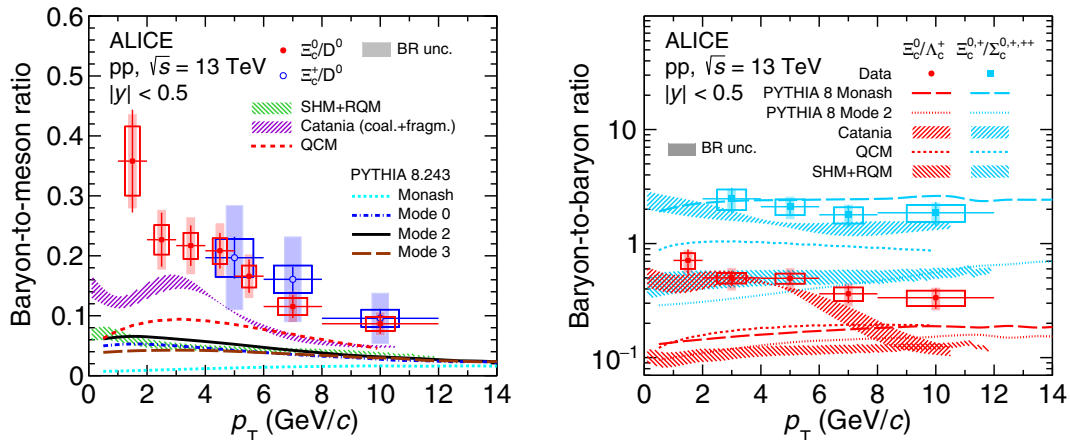 ALICE
pp, √s = 13 TeV
|y| < 0.5
Ξc0/D0
Ξc+/D0
BR unc.
SHM+RQM
Catania (coal.+fragm.)
QCM
PYTHIA 8.243
Monash
Mode 0
Mode 2
Mode 3
Baryon-to-meson ratio
0.6
0.5
0.4
0.3
0.2
0.1
0
0 2 4 6 8 10 12 14
pT (GeV/c)
ALICE
pp, √s = 13 TeV
|y| < 0.5
Ξc0/Λc+ Ξc0,+/Σc0,+,++
Data
PYTHIA 8 Monash
PYTHIA 8 Mode 2
Catania
QCM
SHM+RQM
BR unc.
Baryon-to-baryon ratio
10
1
10−1
0 2 4 6 8 10 12 14
pT (GeV/c)